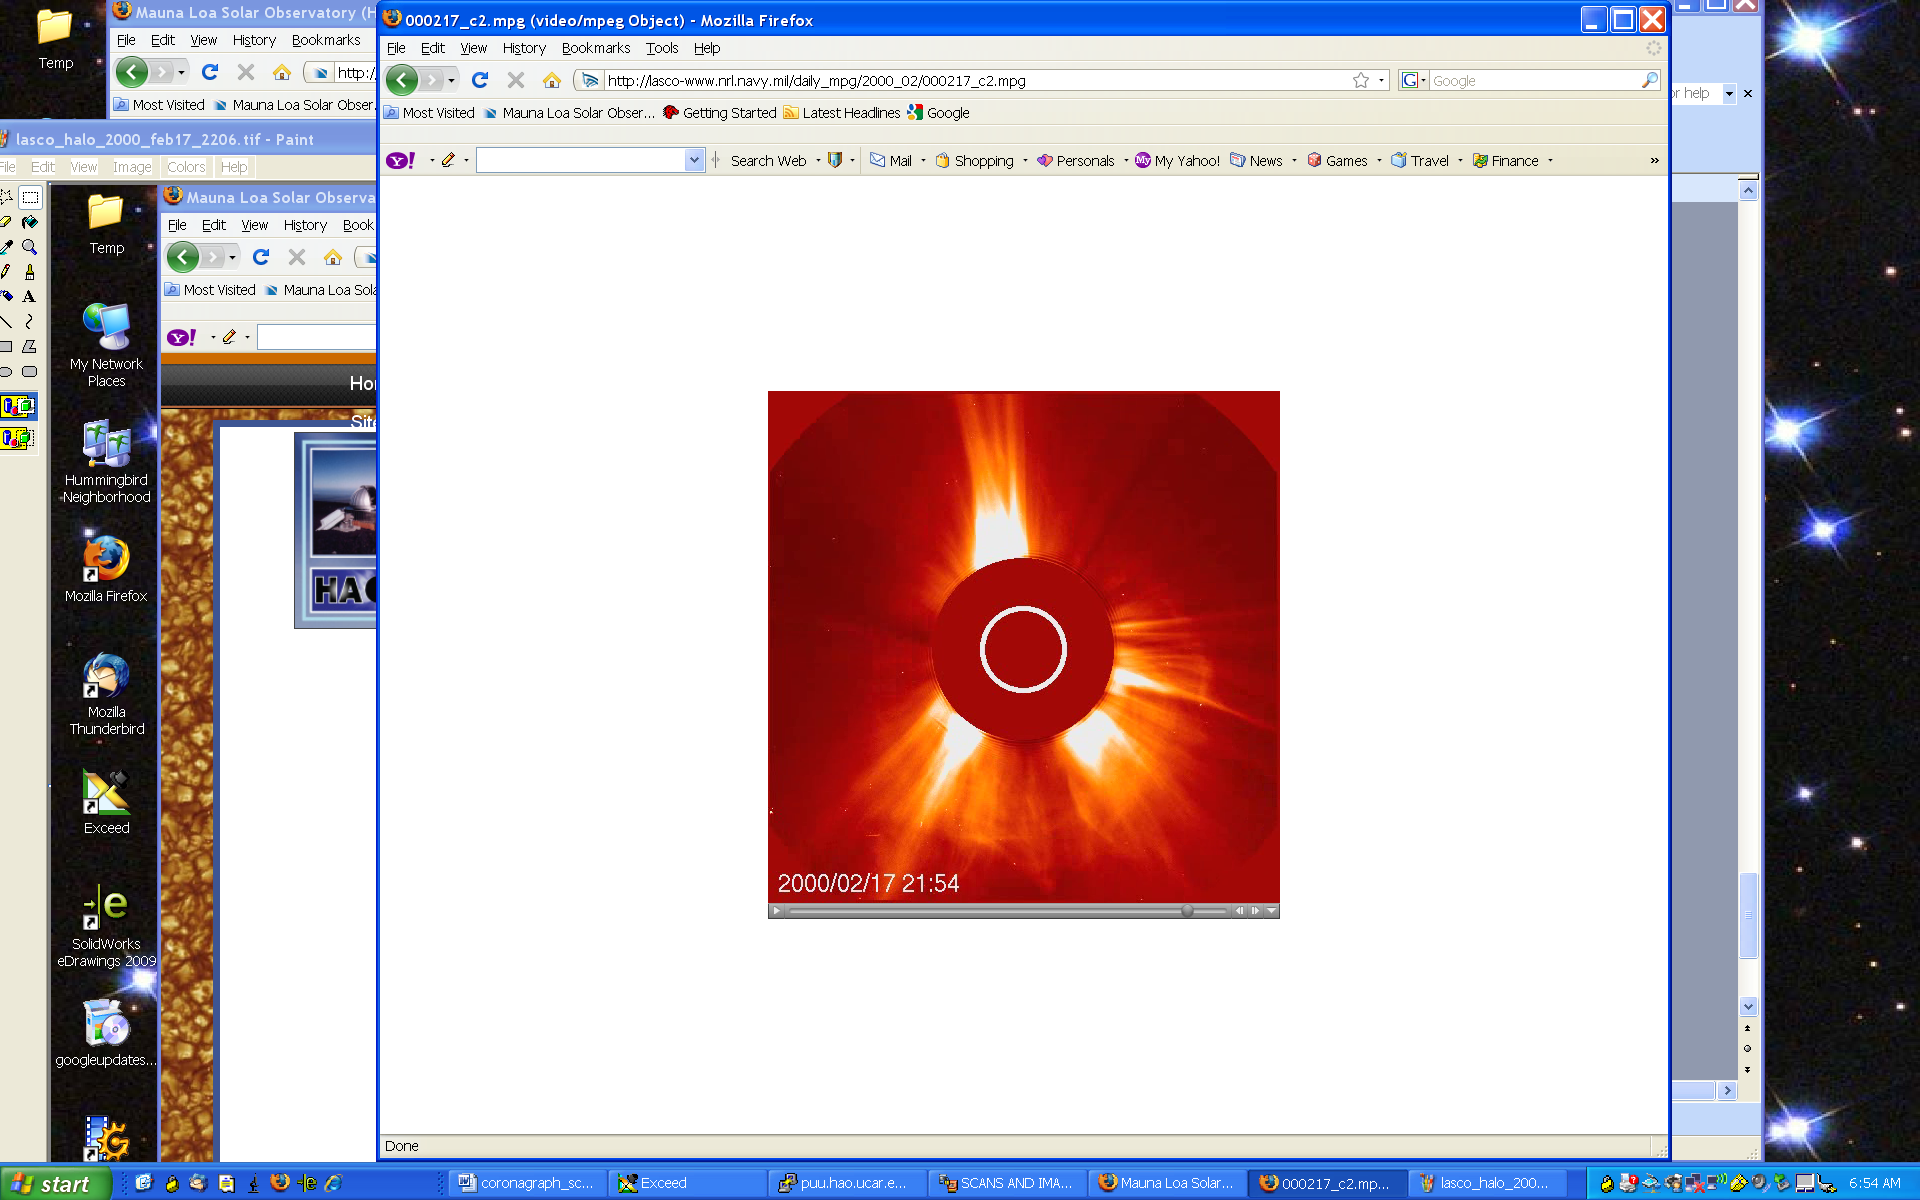 Temp
Mauna Loa Solar Observatory (H
File Edit View History Bookmarks
http:/
Most Visited Mauna Loa Solar Obser.
000217_c2.mpg (video/mpeg Object) - Mozilla Firefox
File Edit View History Bookmarks Tools Help
http://lasco-www.nrl.navy.mil/daily_mpg/2000_02/000217_c2.mpg
Google
Most Visited Mauna Loa Solar Obser... Getting Started Latest Headlines Google
Y! Search Web Mail Shopping Personals My Yahoo! News Games Travel Finance »
or help
lasco_halo_2000_feb17_2206.tif - Paint
File Edit View Image Colors Help
Mauna Loa Solar Observa
File Edit View History Book
Most Visited Mauna Loa Sola
Y!
Temp
My Network
Places
Hummingbird
Neighborhood
Mozilla Firefox
Mozilla
Thunderbird
Exceed
SolidWorks
eDrawings 2009
googleupdates...
Hor
Site
HAO
2000/02/17 21:54
Done
start
coronagraph_sc...
Exceed
puu.hao.ucar.e...
SCANS AND IMA...
Mauna Loa Solar...
000217_c2.mp...
lasco_halo_200...
6:54 AM